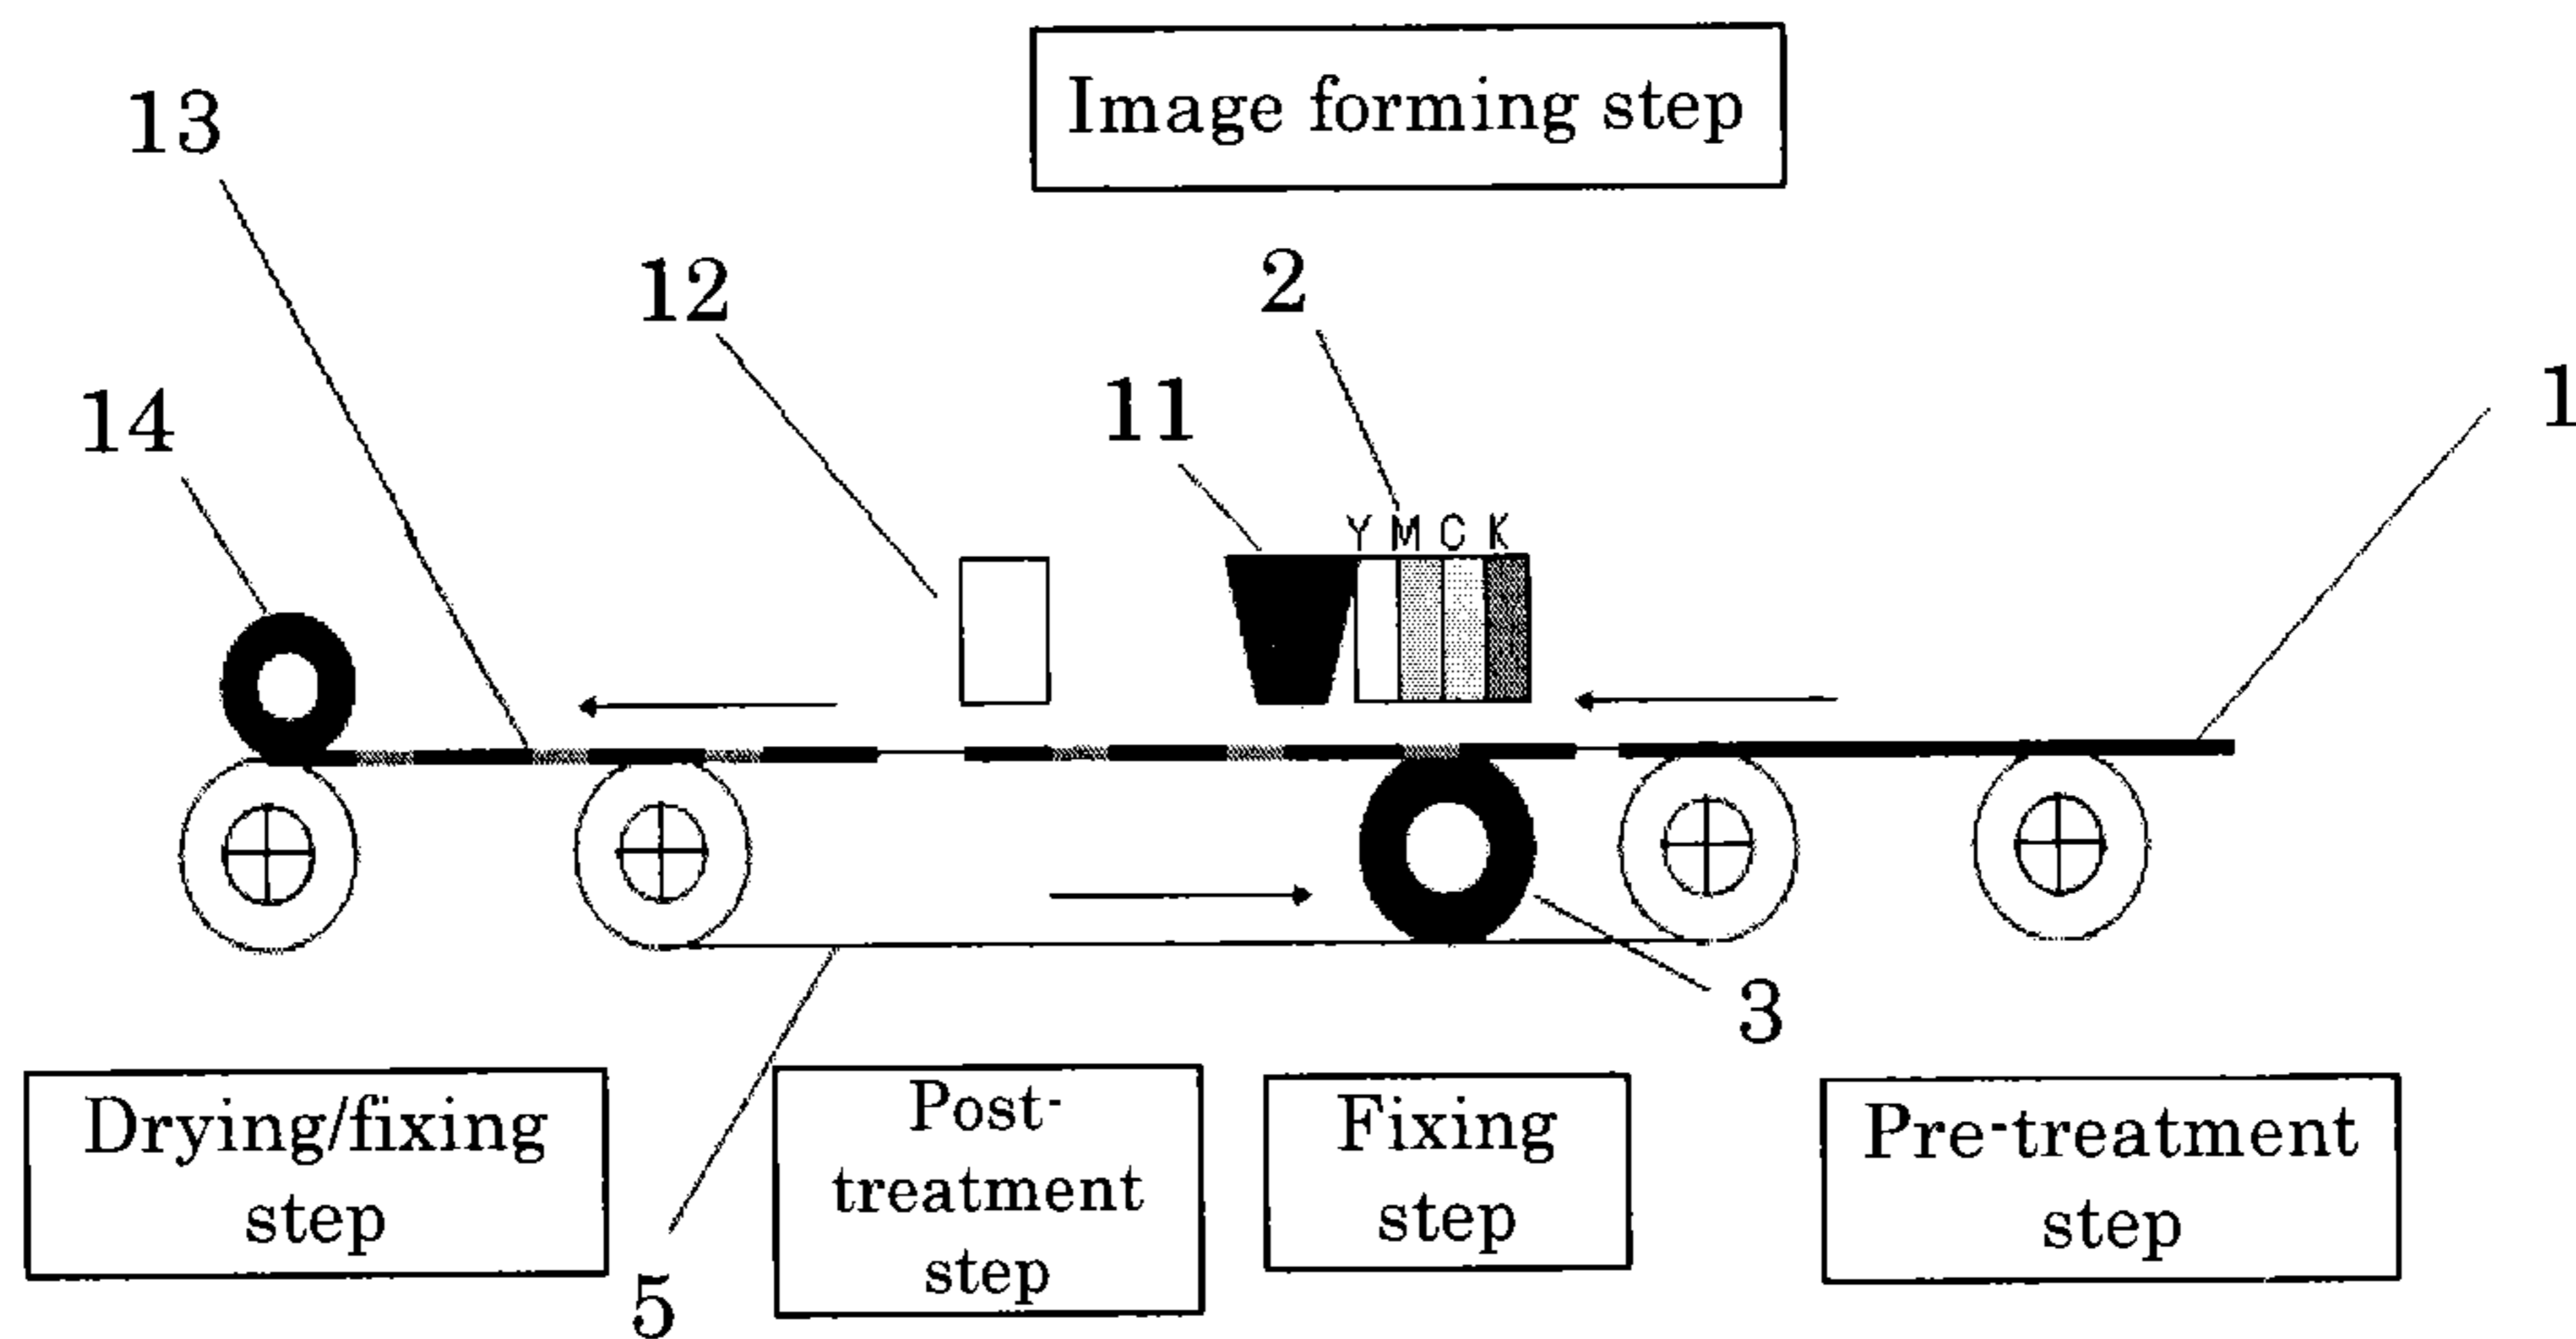 Image forming step
13
12
2
14
11
1
Y M C K
3
Drying/fixing
step
Post-
treatment
step
Fixing
step
Pre-treatment
step
5